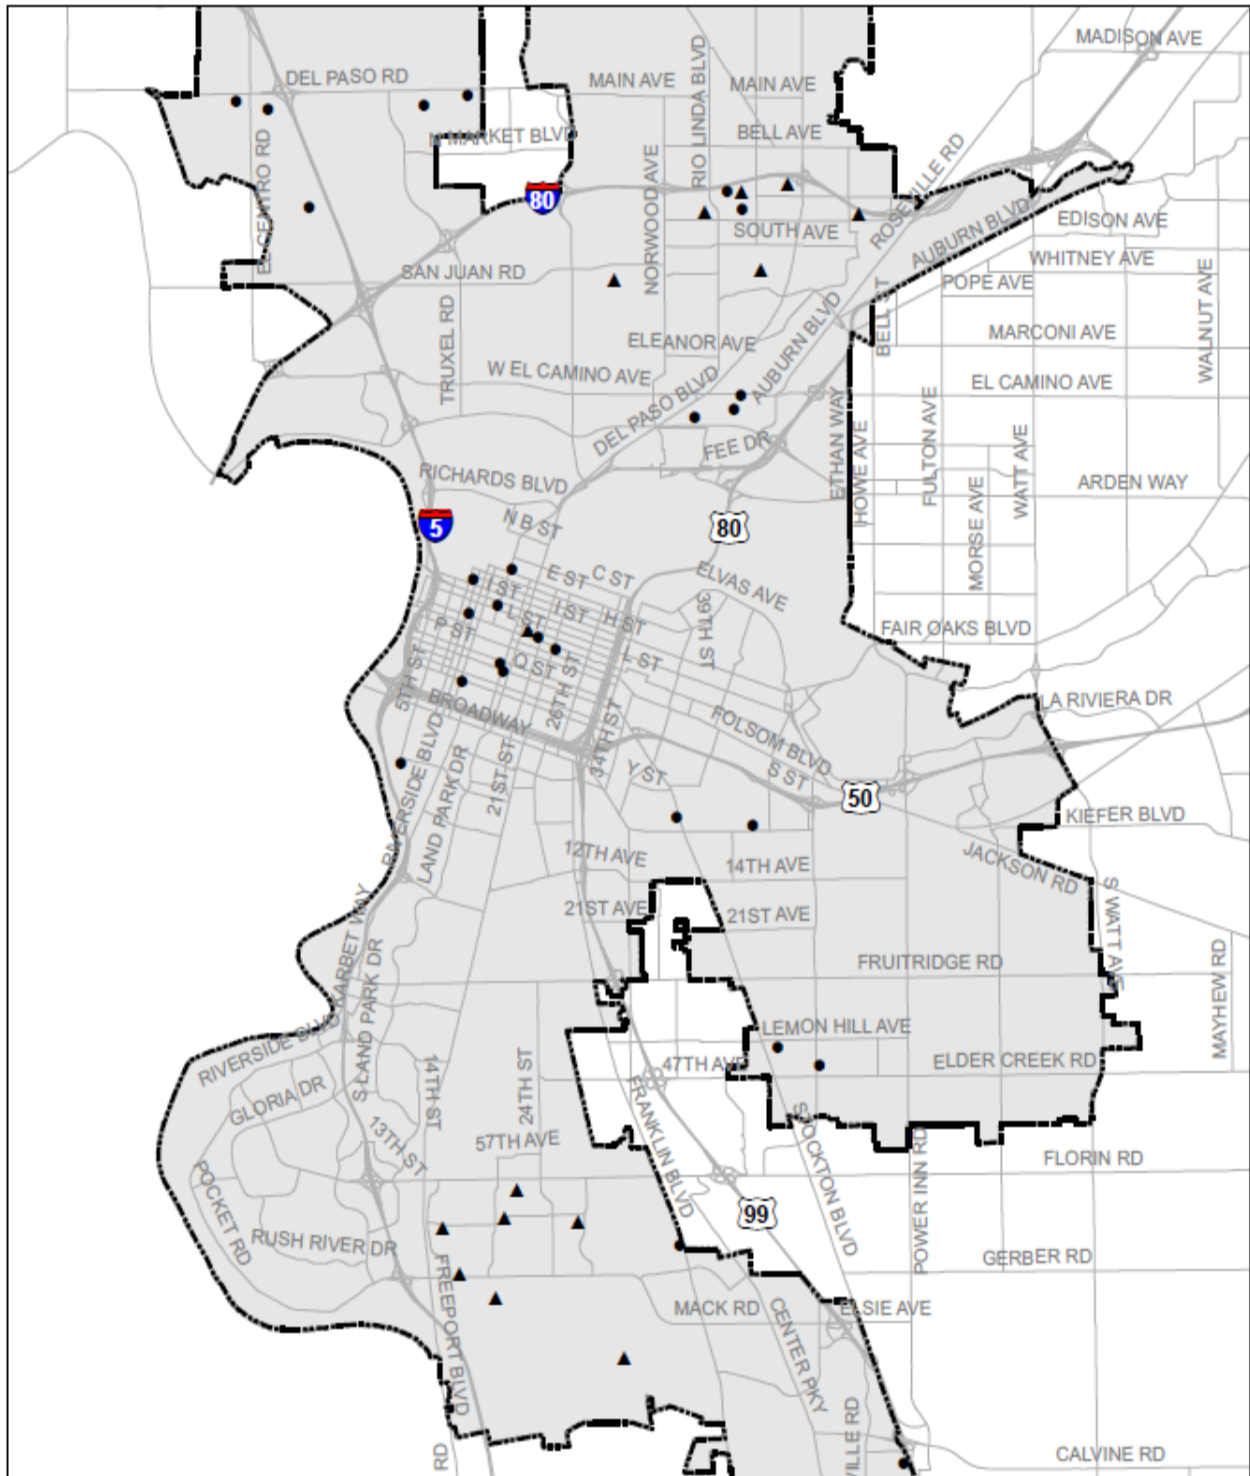 MADISON AVE
DEL PASO RD
MAIN AVE
RIO LINDA BLVD
MAIN AVE
N MARKET BLVD
BELL AVE
EL CENTRO RD
80
NORWOOD AVE
ROSEVILLE RD
AUBURN BLVD
EDISON AVE
SOUTH AVE
WHITNEY AVE
SAN JUAN RD
POPE AVE
BELL ST
WALNUT AVE
TRUXEL RD
ELEANOR AVE
AUBURN BLVD
MARCONI AVE
W EL CAMINO AVE
DEL PASO BLVD
EL CAMINO AVE
ETHAN WAY
HOWE AVE
FULTON AVE
WATT AVE
FEE DR
MORSE AVE
RICHARDS BLVD
ARDEN WAY
5
N B ST
80
I ST
E ST
C ST
ELVAS AVE
L ST
I ST
H ST
39TH ST
P ST
FAIR OAKS BLVD
Q ST
L ST
5TH ST
26TH ST
BROADWAY
34TH ST
LA RIVIERA DR
FOLSOM BLVD
RIVERSIDE BLVD
LAND PARK DR
21ST ST
Y ST
S ST
50
KIEFER BLVD
12TH AVE
14TH AVE
JACKSON RD
21ST AVE
21ST AVE
S WATT AVE
KARBET WAY
S LAND PARK DR
FRUITRIDGE RD
MAYHEW RD
RIVERSIDE BLVD
LEMON HILL AVE
47TH AVE
ELDER CREEK RD
GLORIA DR
14TH ST
24TH ST
FRANKLIN BLVD
STOCKTON BLVD
13TH ST
57TH AVE
FLORIN RD
POCKET RD
POWER INN RD
99
RUSH RIVER DR
GERBER RD
FREEPORT BLVD
MACK RD
ELSIE AVE
CENTER PKY
RD
VILLE RD
CALVINE RD